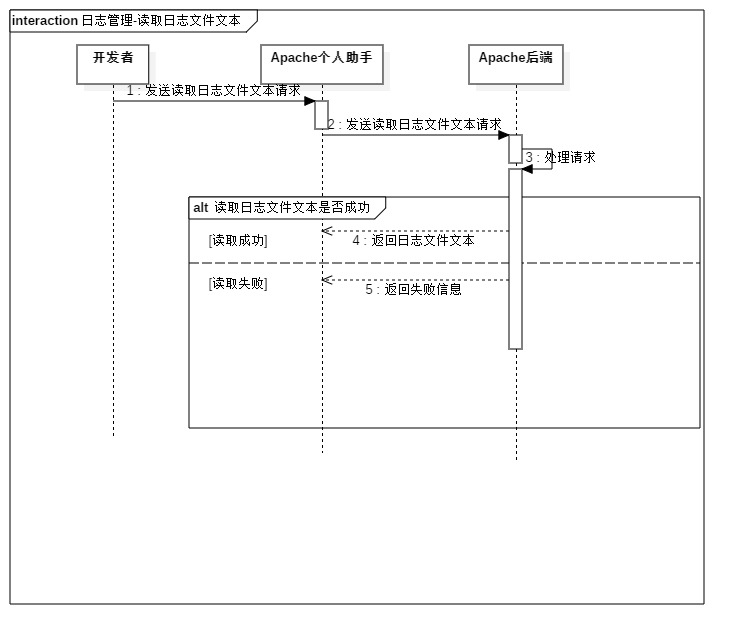 interaction 日志管理-读取日志文件文本
开发者
Apache个人助手
Apache后端
1 : 发送读取日志文件文本请求
2 : 发送读取日志文件文本请求
3 : 处理请求
alt 读取日志文件文本是否成功
[读取成功]
4 : 返回日志文件文本
[读取失败]
5 : 返回失败信息